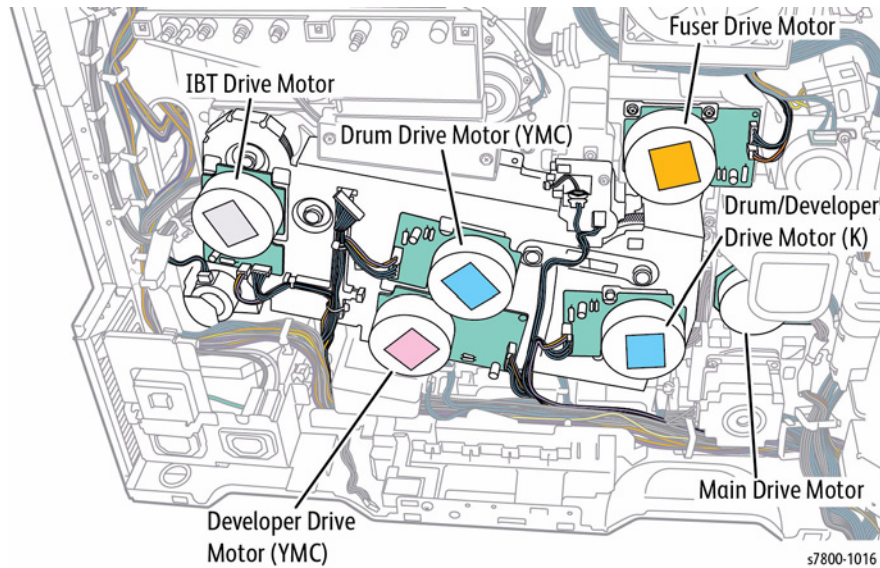 Fuser Drive Motor
IBT Drive Motor
Drum Drive Motor (YMC)
Drum/Developer
Drive Motor (K)
Main Drive Motor
Developer Drive
Motor (YMC)
s7800-1016